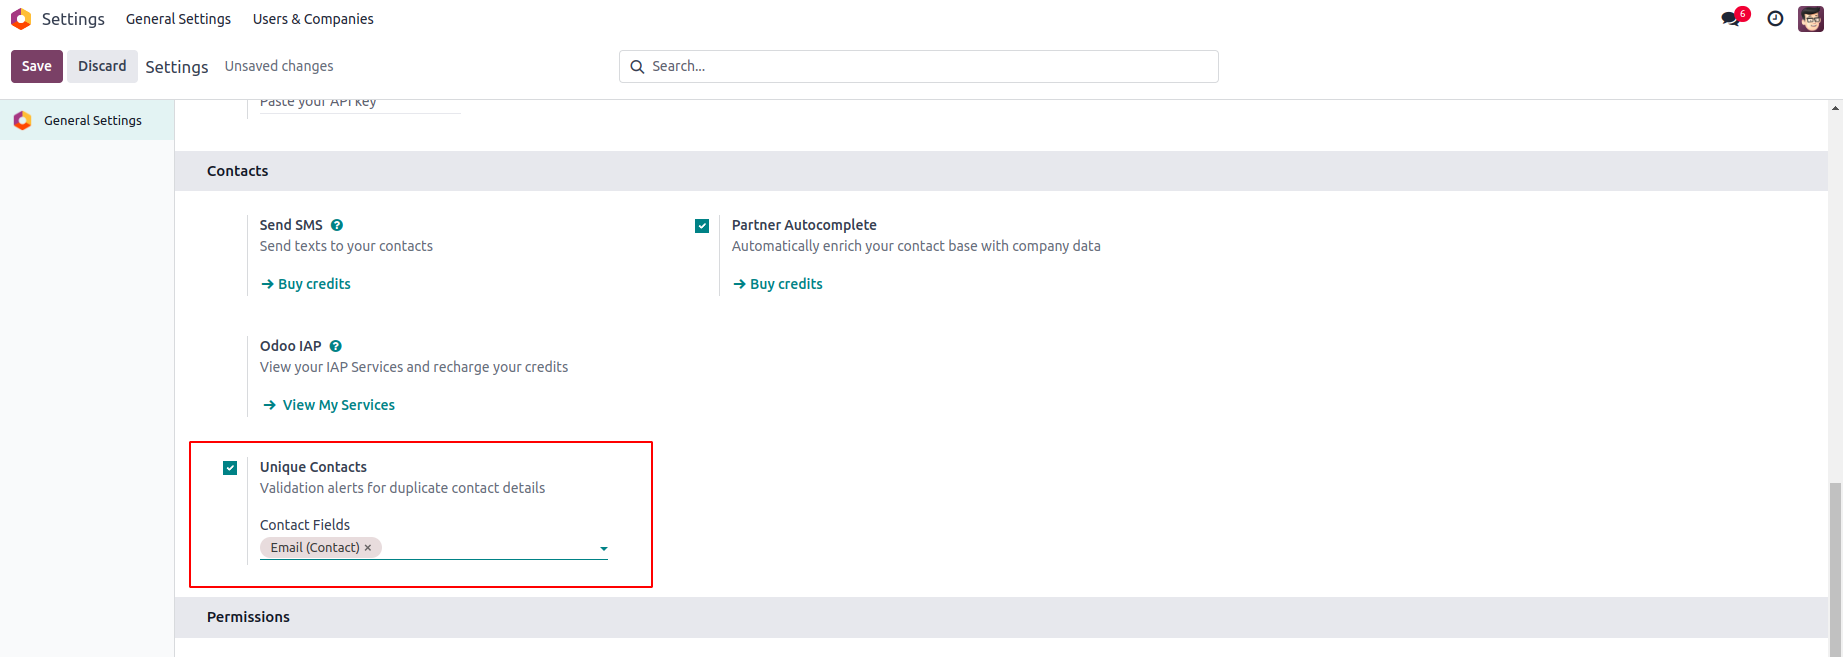 Settings General Settings Users & Companies 6
Save Discard Settings Unsaved changes Search...
General Settings
Paste your API key
Contacts
Send SMS ?
Send texts to your contacts
Buy credits
Partner Autocomplete
Automatically enrich your contact base with company data
Buy credits
Odoo IAP ?
View your IAP Services and recharge your credits
View My Services
Unique Contacts
Validation alerts for duplicate contact details
Contact Fields
Email (Contact) ×
Permissions